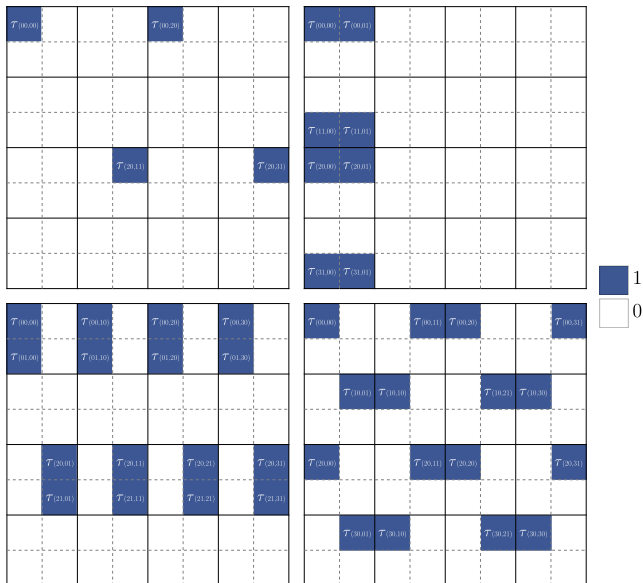 τ(00,00) τ(00,20) τ(00,00) τ(00,01)
τ(11,00) τ(11,01)
τ(20,11) τ(20,31) τ(20,00) τ(20,01)
τ(31,00) τ(31,01)
1
0
τ(00,00) τ(00,10) τ(00,20) τ(00,30) τ(00,00) τ(00,11) τ(00,20) τ(00,31)
τ(01,00) τ(01,10) τ(01,20) τ(01,30)
τ(10,01) τ(10,10) τ(10,21) τ(10,30)
τ(20,01) τ(20,11) τ(20,21) τ(20,31) τ(20,00) τ(20,11) τ(20,20) τ(20,31)
τ(21,01) τ(21,11) τ(21,21) τ(21,31)
τ(30,01) τ(30,10) τ(30,21) τ(30,30)